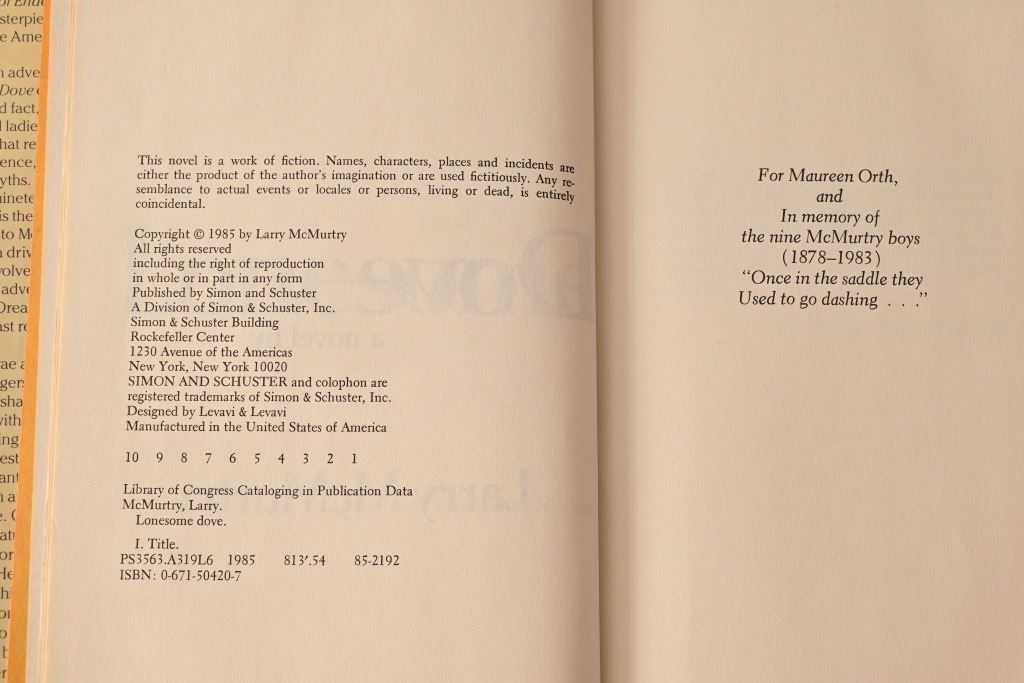 This novel is a work of fiction. Names, characters, places and incidents are
either the product of the author's imagination or are used fictitiously. Any re-
semblance to actual events or locales or persons, living or dead, is entirely
coincidental.
Copyright © 1985 by Larry McMurtry
All rights reserved
including the right of reproduction
in whole or in part in any form
Published by Simon and Schuster
A Division of Simon & Schuster, Inc.
Simon & Schuster Building
Rockefeller Center
1230 Avenue of the Americas
New York, New York 10020
SIMON AND SCHUSTER and colophon are
registered trademarks of Simon & Schuster, Inc.
Designed by Levavi & Levavi
Manufactured in the United States of America
10 9 8 7 6 5 4 3 2 1
Library of Congress Cataloging in Publication Data
McMurtry, Larry.
Lonesome dove.
I. Title.
PS3563.A319L6 1985 813'.54 85-2192
ISBN: 0-671-50420-7
For Maureen Orth,
and
In memory of
the nine McMurtry boys
(1878–1983)
"Once in the saddle they
Used to go dashing . . ."